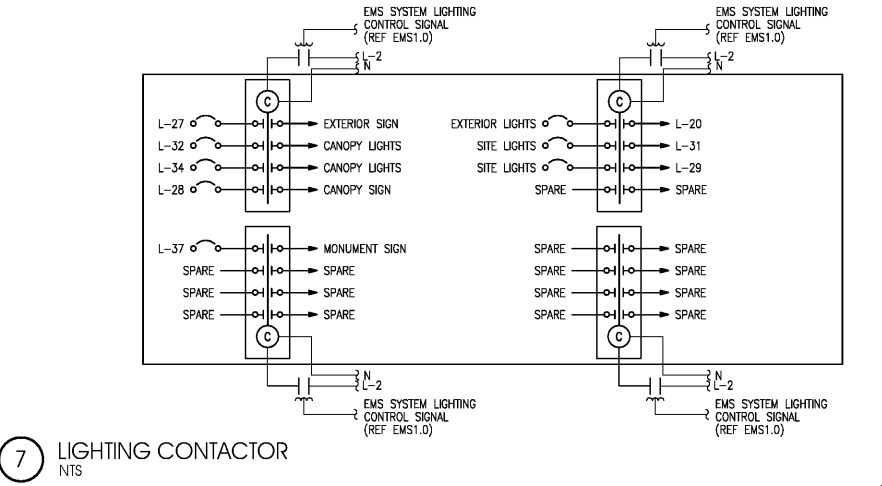 EMS SYSTEM LIGHTING
CONTROL SIGNAL
(REF EMS1.0)
L-2
N
EMS SYSTEM LIGHTING
CONTROL SIGNAL
(REF EMS1.0)
L-2
N
C
L-27 EXTERIOR SIGN
L-32 CANOPY LIGHTS
L-34 CANOPY LIGHTS
L-28 CANOPY SIGN
C
EXTERIOR LIGHTS L-20
SITE LIGHTS L-31
SITE LIGHTS L-29
SPARE SPARE
L-37 MONUMENT SIGN
SPARE SPARE
SPARE SPARE
SPARE SPARE
C
SPARE SPARE
SPARE SPARE
SPARE SPARE
SPARE SPARE
C
N
L-2
EMS SYSTEM LIGHTING
CONTROL SIGNAL
(REF EMS1.0)
N
L-2
EMS SYSTEM LIGHTING
CONTROL SIGNAL
(REF EMS1.0)
7 LIGHTING CONTACTOR
NTS